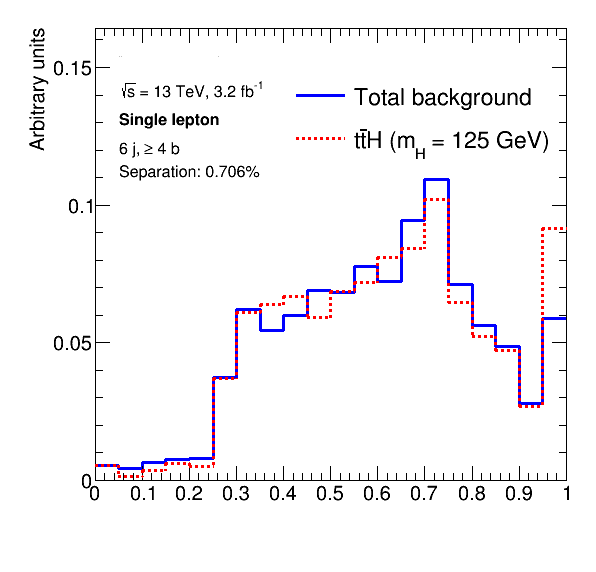 Arbitrary units
√s = 13 TeV, 3.2 fb⁻¹
Single lepton
6 j, ≥ 4 b
Separation: 0.706%
Total background
tt̄H (m_H = 125 GeV)
0.15
0.1
0.05
0
0 0.1 0.2 0.3 0.4 0.5 0.6 0.7 0.8 0.9 1